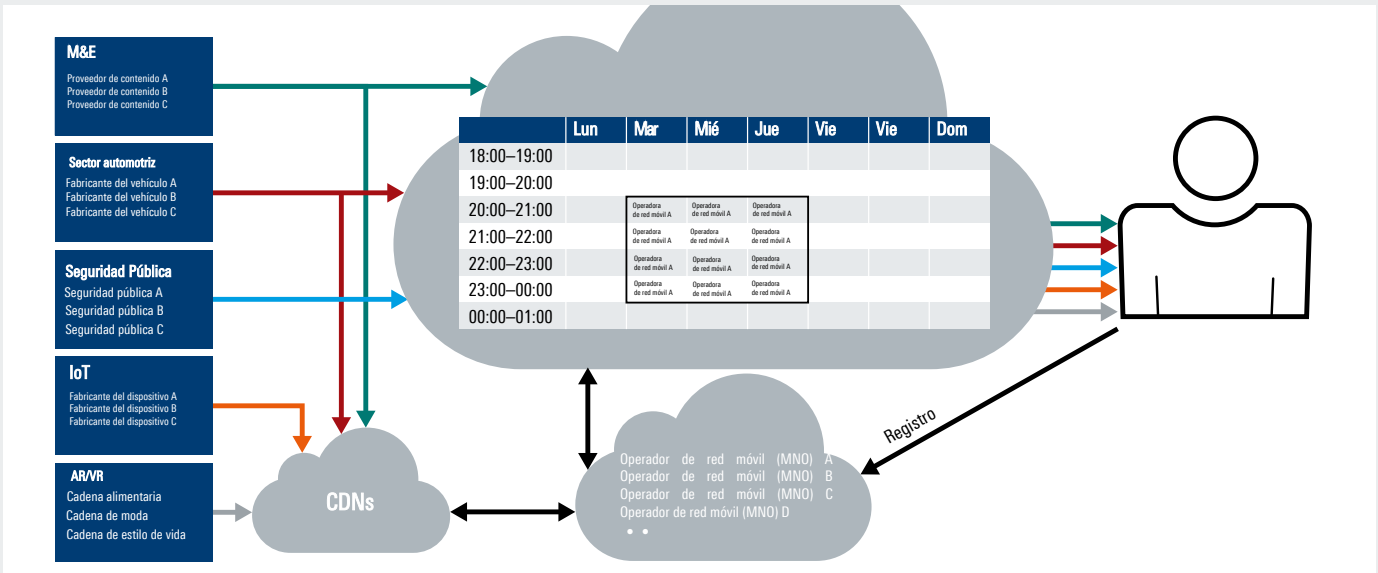 M&E
Proveedor de contenido A
Proveedor de contenido B
Proveedor de contenido C
Sector automotriz
Fabricante del vehículo A
Fabricante del vehículo B
Fabricante del vehículo C
Seguridad Pública
Seguridad pública A
Seguridad pública B
Seguridad pública C
IoT
Fabricante del dispositivo A
Fabricante del dispositivo B
Fabricante del dispositivo C
AR/VR
Cadena alimentaria
Cadena de moda
Cadena de estilo de vida
Lun Mar Mié Jue Vie Vie Dom
18:00–19:00
19:00–20:00
20:00–21:00
Operadora Operadora Operadora
de red móvil A de red móvil A de red móvil A
21:00–22:00
Operadora Operadora Operadora
de red móvil A de red móvil A de red móvil A
22:00–23:00
Operadora Operadora Operadora
de red móvil A de red móvil A de red móvil A
23:00–00:00
Operadora Operadora Operadora
de red móvil A de red móvil A de red móvil A
00:00–01:00
CDNs
Operador de red móvil (MNO) A
Operador de red móvil (MNO) B
Operador de red móvil (MNO) C
Operador de red móvil (MNO) D
• •
Registro